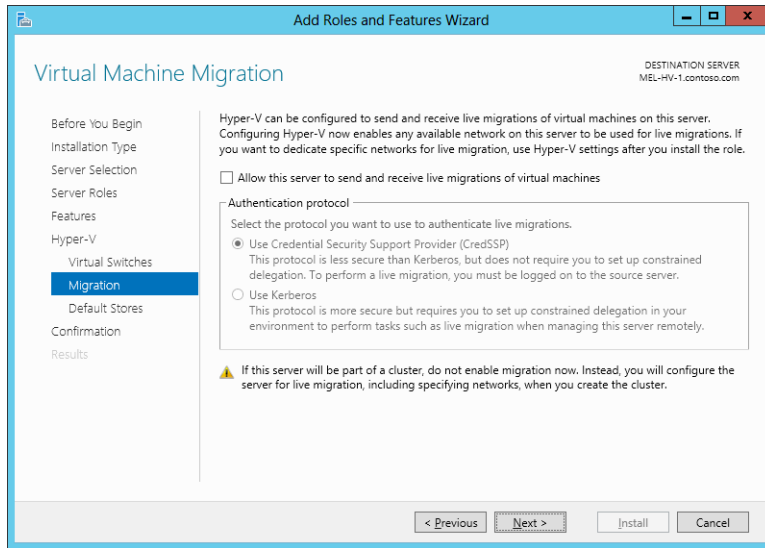 Add Roles and Features Wizard
Virtual Machine Migration
DESTINATION SERVER
MEL-HV-1.contoso.com
Before You Begin
Installation Type
Server Selection
Server Roles
Features
Hyper-V
Virtual Switches
Migration
Default Stores
Confirmation
Results
Hyper-V can be configured to send and receive live migrations of virtual machines on this server.
Configuring Hyper-V now enables any available network on this server to be used for live migrations. If
you want to dedicate specific networks for live migration, use Hyper-V settings after you install the role.
Allow this server to send and receive live migrations of virtual machines
Authentication protocol
Select the protocol you want to use to authenticate live migrations.
Use Credential Security Support Provider (CredSSP)
This protocol is less secure than Kerberos, but does not require you to set up constrained
delegation. To perform a live migration, you must be logged on to the source server.
Use Kerberos
This protocol is more secure but requires you to set up constrained delegation in your
environment to perform tasks such as live migration when managing this server remotely.
If this server will be part of a cluster, do not enable migration now. Instead, you will configure the
server for live migration, including specifying networks, when you create the cluster.
< Previous
Next >
Install
Cancel